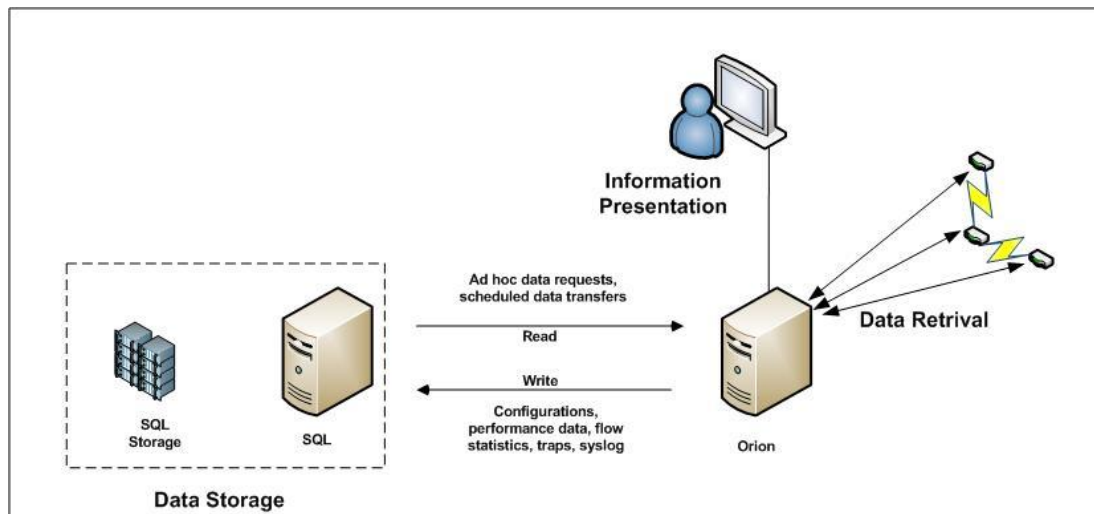 Information
Presentation
Ad hoc data requests,
scheduled data transfers
Read
Data Retrival
Write
Configurations,
performance data, flow
statistics, traps, syslog
SQL
Storage
SQL
Orion
Data Storage